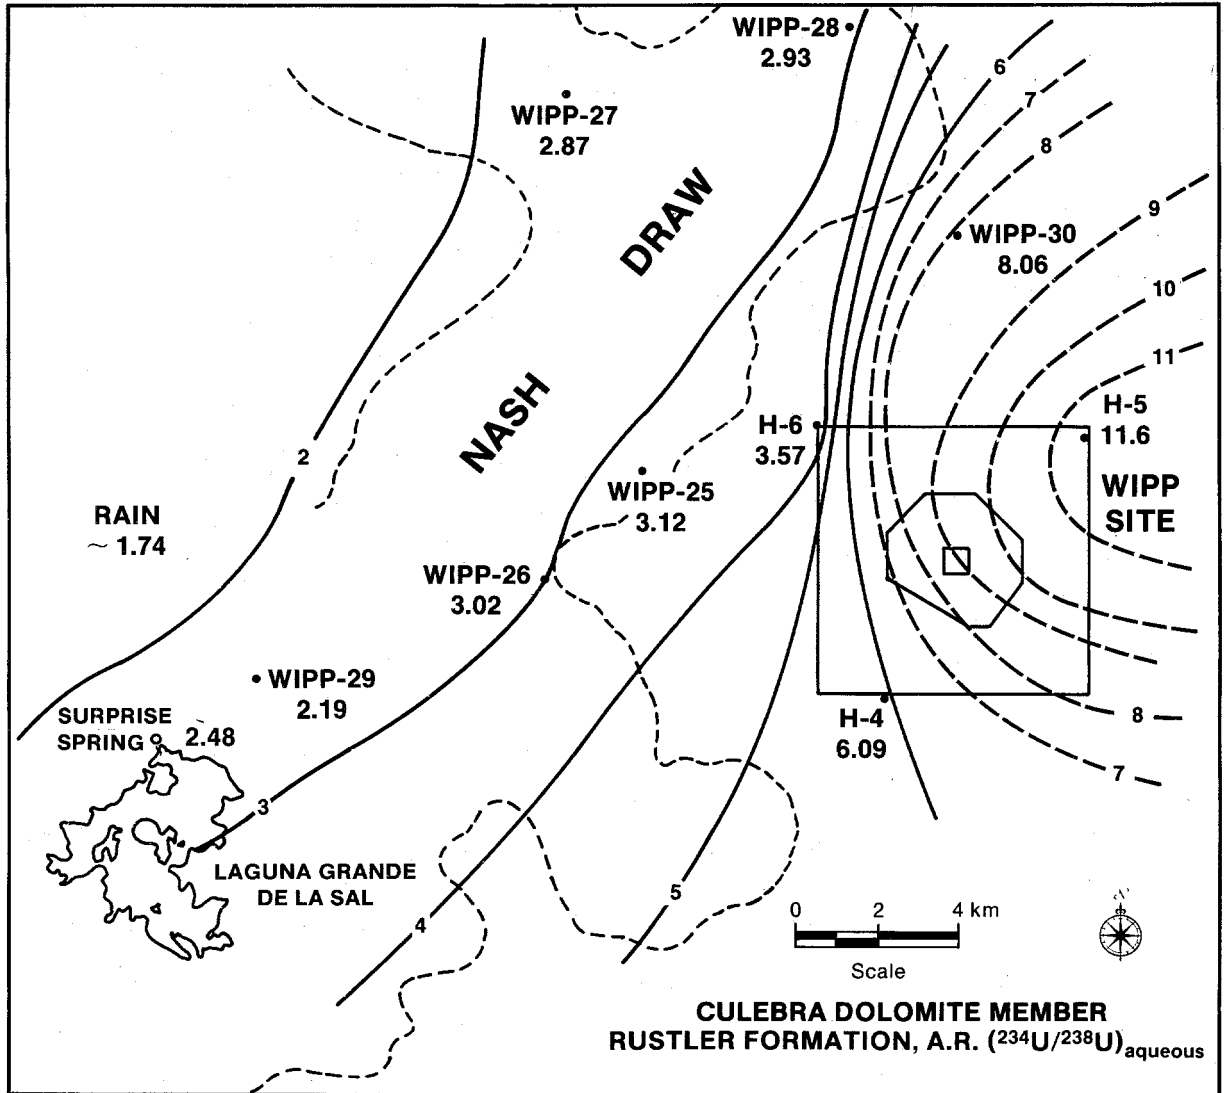 WIPP-28
2.93
6
WIPP-27
2.87
7
8
DRAW
9
WIPP-30
8.06
10
11
NASH
H-6
3.57
H-5
11.6
2
WIPP-25
3.12
WIPP
SITE
RAIN
~ 1.74
WIPP-26
3.02
WIPP-29
2.19
SURPRISE
SPRING 2.48
H-4
6.09
8
7
3
LAGUNA GRANDE
DE LA SAL
5
4
0 2 4 km
Scale
N
CULEBRA DOLOMITE MEMBER
RUSTLER FORMATION, A.R. (²³⁴U/²³⁸U)aqueous